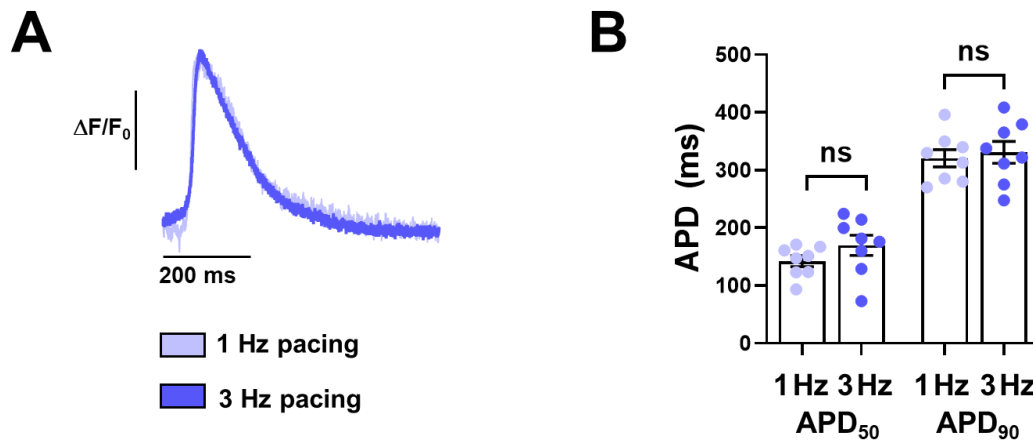 A
ΔF/F₀
200 ms
1 Hz pacing
3 Hz pacing
B
APD (ms)
500
400
300
200
100
0
ns
ns
1 Hz 3 Hz 1 Hz 3 Hz
APD₅₀ APD₉₀